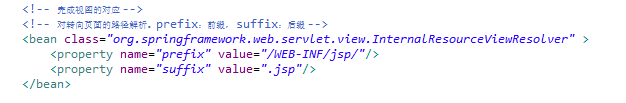 <!-- 完成视图的对应 -->
<!-- 对转向页面的路径解析。prefix：前缀， suffix：后缀 -->
<bean class="org.springframework.web.servlet.view.InternalResourceViewResolver" >
<property name="prefix" value="/WEB-INF/jsp/"/>
<property name="suffix" value=".jsp"/>
</bean>